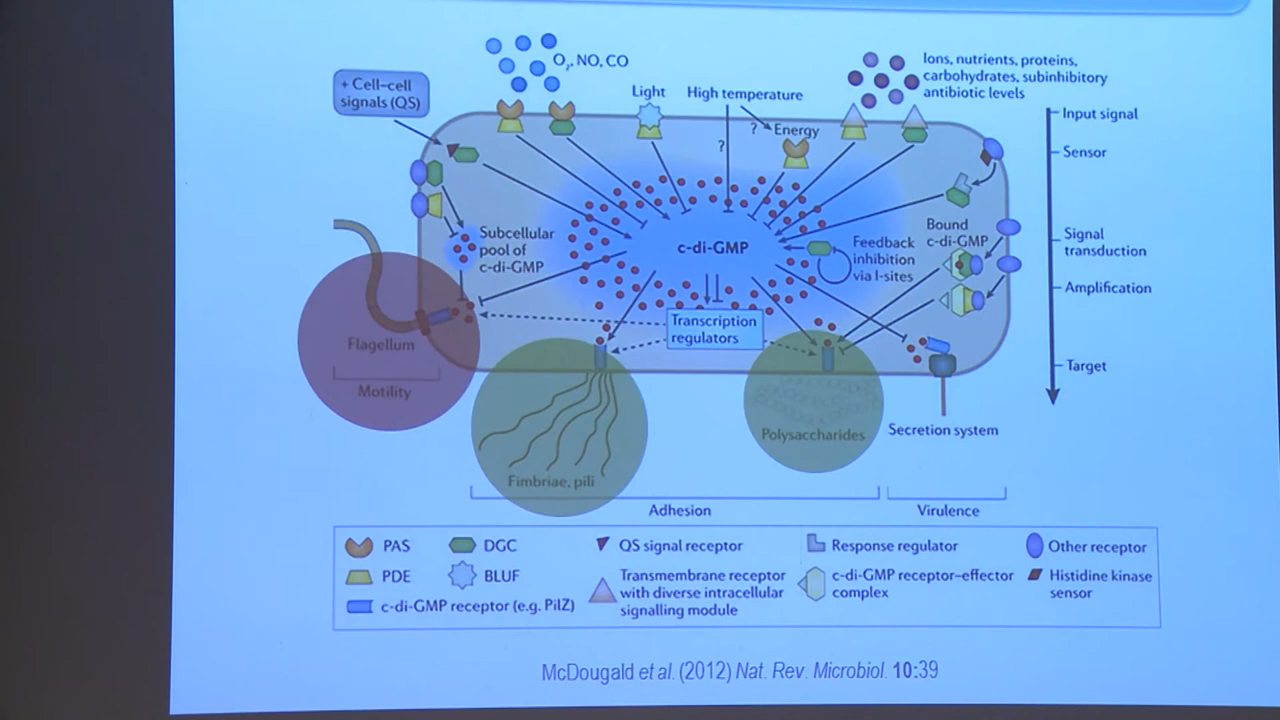 + Cell–cell
signals (QS)
O2, NO, CO
Light
High temperature
?
?
Energy
Ions, nutrients, proteins,
carbohydrates, subinhibitory
antibiotic levels
Input signal
Sensor
Signal
transduction
Amplification
Target
Subcellular
pool of
c-di-GMP
c-di-GMP
Feedback
inhibition
via I-sites
Bound
c-di-GMP
Transcription
regulators
Flagellum
Motility
Fimbriae, pili
Polysaccharides
Secretion system
Adhesion
Virulence
PAS
DGC
QS signal receptor
Response regulator
Other receptor
PDE
BLUF
Transmembrane receptor
with diverse intracellular
signalling module
c-di-GMP receptor–effector
complex
Histidine kinase
sensor
c-di-GMP receptor (e.g. PilZ)
McDougald et al. (2012) Nat. Rev. Microbiol. 10:39